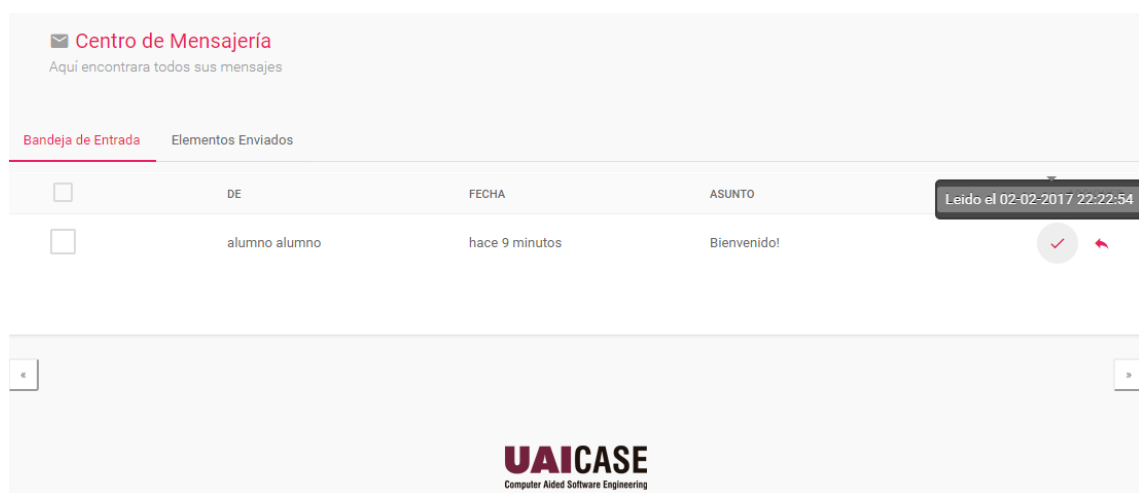 Centro de Mensajería
Aquí encontrara todos sus mensajes
Bandeja de Entrada Elementos Enviados
DE FECHA ASUNTO
Leido el 02-02-2017 22:22:54
alumno alumno hace 9 minutos Bienvenido!
« »
UAICASE
Computer Aided Software Engineering